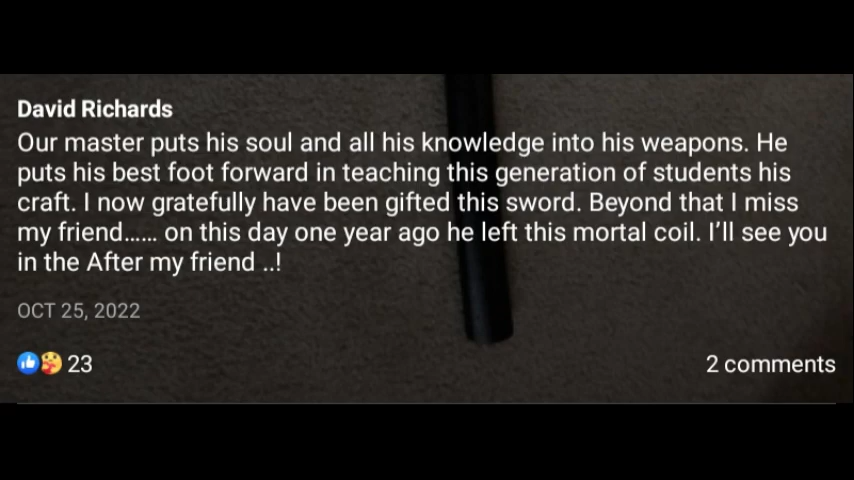 David Richards
Our master puts his soul and all his knowledge into his weapons. He
puts his best foot forward in teaching this generation of students his
craft. I now gratefully have been gifted this sword. Beyond that I miss
my friend...... on this day one year ago he left this mortal coil. I’ll see you
in the After my friend ..!
OCT 25, 2022
23
2 comments